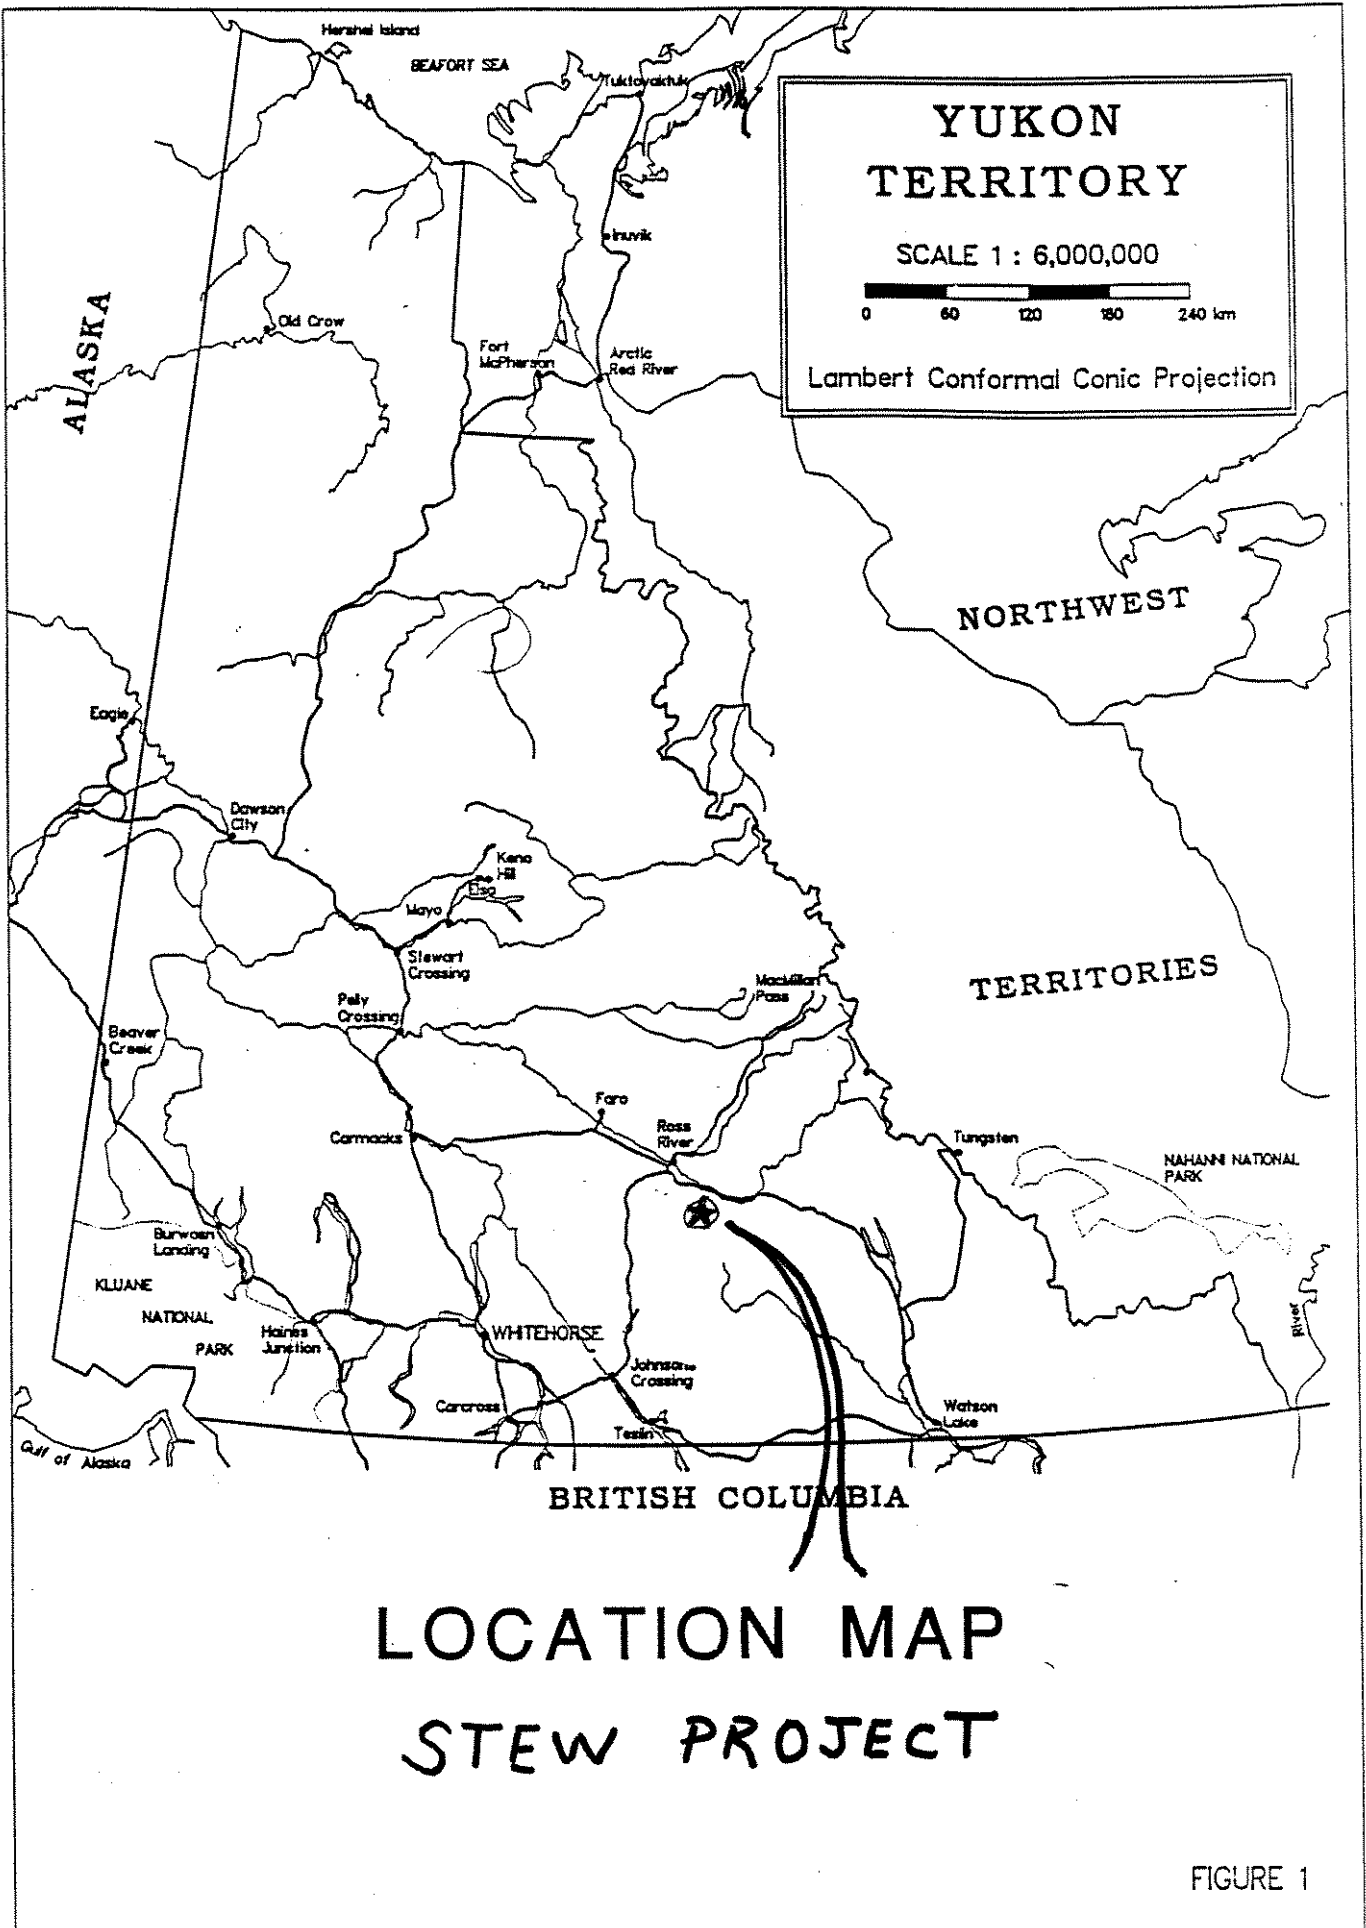 Hershel Island
BEAFORT SEA
Tuktoyaktuk
YUKON
TERRITORY
SCALE 1 : 6,000,000
0 60 120 180 240 km
Lambert Conformal Conic Projection
Inuvik
ALASKA
Old Crow
Fort
McPherson
Arctic
Red River
NORTHWEST
Eagle
Dawson
City
Keno
Hill
Elsa
Mayo
Stewart
Crossing
TERRITORIES
MacMillan
Pass
Pelly
Crossing
Beaver
Creek
Faro
Ross
River
Carmacks
Tungsten
NAHANNI NATIONAL
PARK
Burwash
Landing
KLUANE
NATIONAL
PARK
Haines
Junction
WHITEHORSE
River
Johnsons
Crossing
Carcross
Teslin
Watson
Lake
Gulf of Alaska
BRITISH COLUMBIA
LOCATION MAP
STEW PROJECT
FIGURE 1